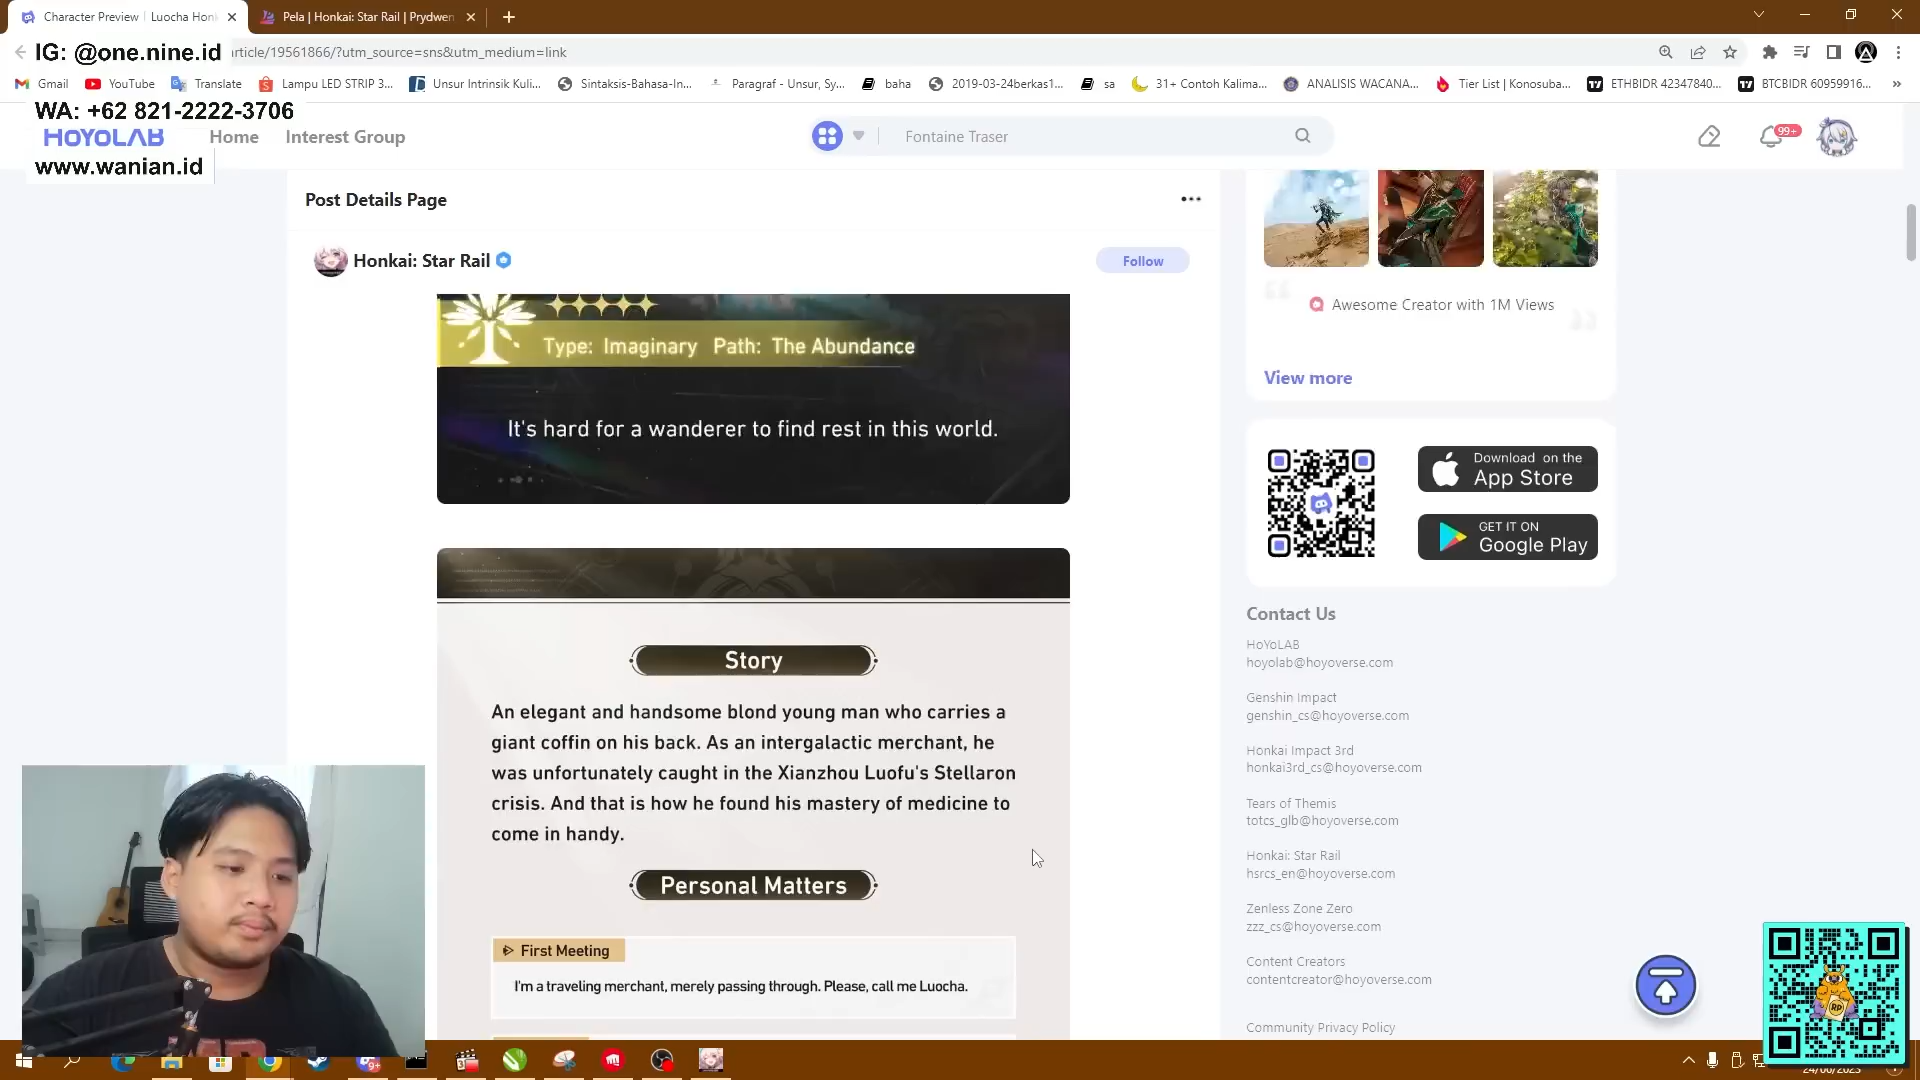 Character Preview | Luocha Honk
Pela | Honkai: Star Rail | Prydwen
IG: @one.nine.id
rticle/19561866/?utm_source=sns&utm_medium=link
Gmail
YouTube
Translate
Lampu LED STRIP 3...
Unsur Intrinsik Kuli...
Sintaksis-Bahasa-In...
Paragraf - Unsur, Sy...
baha
2019-03-24berkas1...
sa
31+ Contoh Kalima...
ANALISIS WACANA...
Tier List | Konosuba...
ETHBIDR 42347840...
BTCBIDR 60959916...
WA: +62 821-2222-3706
HOYOLAB
Home
Interest Group
Fontaine Traser
99+
www.wanian.id
Post Details Page
Honkai: Star Rail
Follow
Type: Imaginary Path: The Abundance
It's hard for a wanderer to find rest in this world.
Story
An elegant and handsome blond young man who carries a
giant coffin on his back. As an intergalactic merchant, he
was unfortunately caught in the Xianzhou Luofu's Stellaron
crisis. And that is how he found his mastery of medicine to
come in handy.
Personal Matters
First Meeting
I'm a traveling merchant, merely passing through. Please, call me Luocha.
Awesome Creator with 1M Views
View more
Download on the
App Store
GET IT ON
Google Play
Contact Us
HoYoLAB
hoyolab@hoyoverse.com
Genshin Impact
genshin_cs@hoyoverse.com
Honkai Impact 3rd
honkai3rd_cs@hoyoverse.com
Tears of Themis
totcs_glb@hoyoverse.com
Honkai: Star Rail
hsrcs_en@hoyoverse.com
Zenless Zone Zero
zzz_cs@hoyoverse.com
Content Creators
contentcreator@hoyoverse.com
Community Privacy Policy
RP
9+
24/06/2023